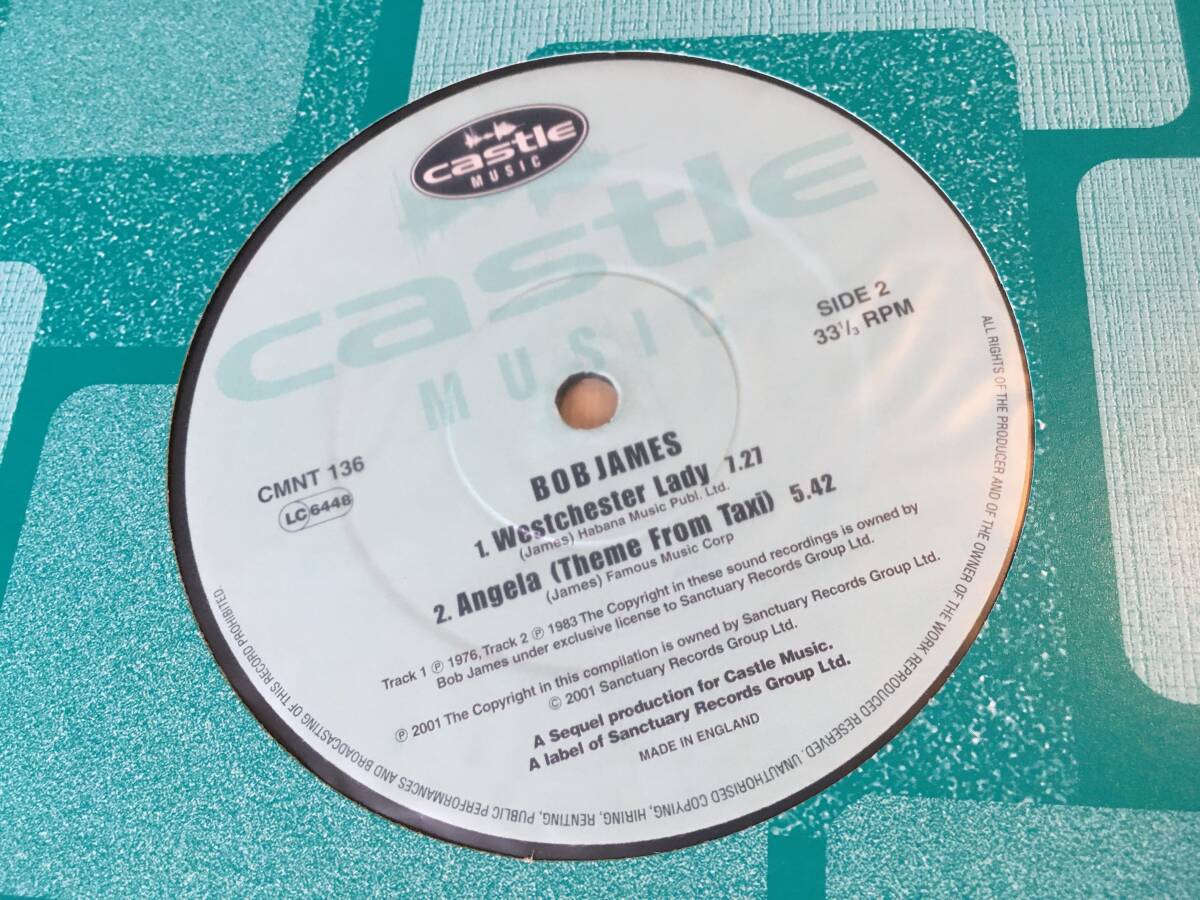 castle
MUSIC
castle
MUSIC
SIDE 2
33 1/3 RPM
CMNT 136
LC 6448
BOB JAMES
1. Westchester Lady 7.27
(James) Habana Music Publ. Ltd.
2. Angela (Theme From Taxi) 5.42
(James) Famous Music Corp
Track 1 ℗ 1976, Track 2 ℗ 1983 The Copyright in these sound recordings is owned by
Bob James under exclusive license to Sanctuary Records Group Ltd.
℗ 2001 The Copyright in this compilation is owned by Sanctuary Records Group Ltd.
© 2001 Sanctuary Records Group Ltd.
A Sequel production for Castle Music.
A label of Sanctuary Records Group Ltd.
MADE IN ENGLAND
ALL RIGHTS OF THE PRODUCER AND OF THE OWNER OF THE WORK REPRODUCED RESERVED. UNAUTHORISED COPYING, HIRING, RENTING, PUBLIC PERFORMANCES AND BROADCASTING OF THIS RECORD PROHIBITED.